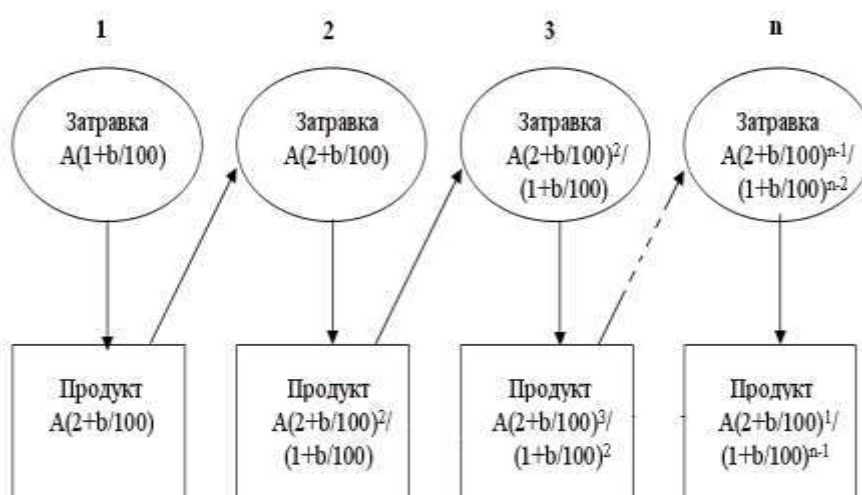 1 2 3 n
Затравка
A(1+b/100)
Затравка
A(2+b/100)
Затравка
A(2+b/100)²/
(1+b/100)
Затравка
A(2+b/100)ⁿ⁻¹/
(1+b/100)ⁿ⁻²
Продукт
A(2+b/100)
Продукт
A(2+b/100)²/
(1+b/100)
Продукт
A(2+b/100)³/
(1+b/100)²
Продукт
A(2+b/100)¹/
(1+b/100)ⁿ⁻¹